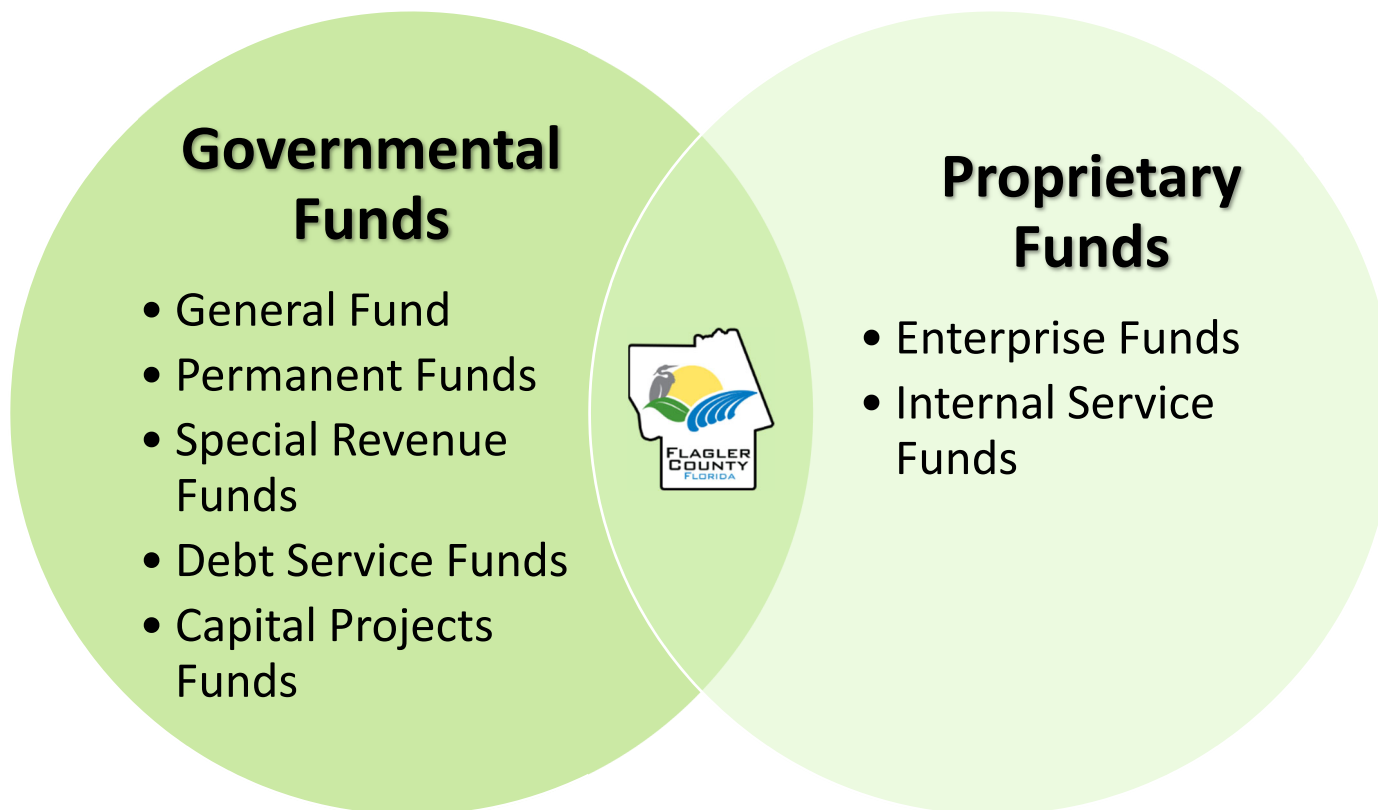 Governmental
Funds
• General Fund
• Permanent Funds
• Special Revenue
Funds
• Debt Service Funds
• Capital Projects
Funds
FLAGLER
COUNTY
FLORIDA
Proprietary
Funds
• Enterprise Funds
• Internal Service
Funds